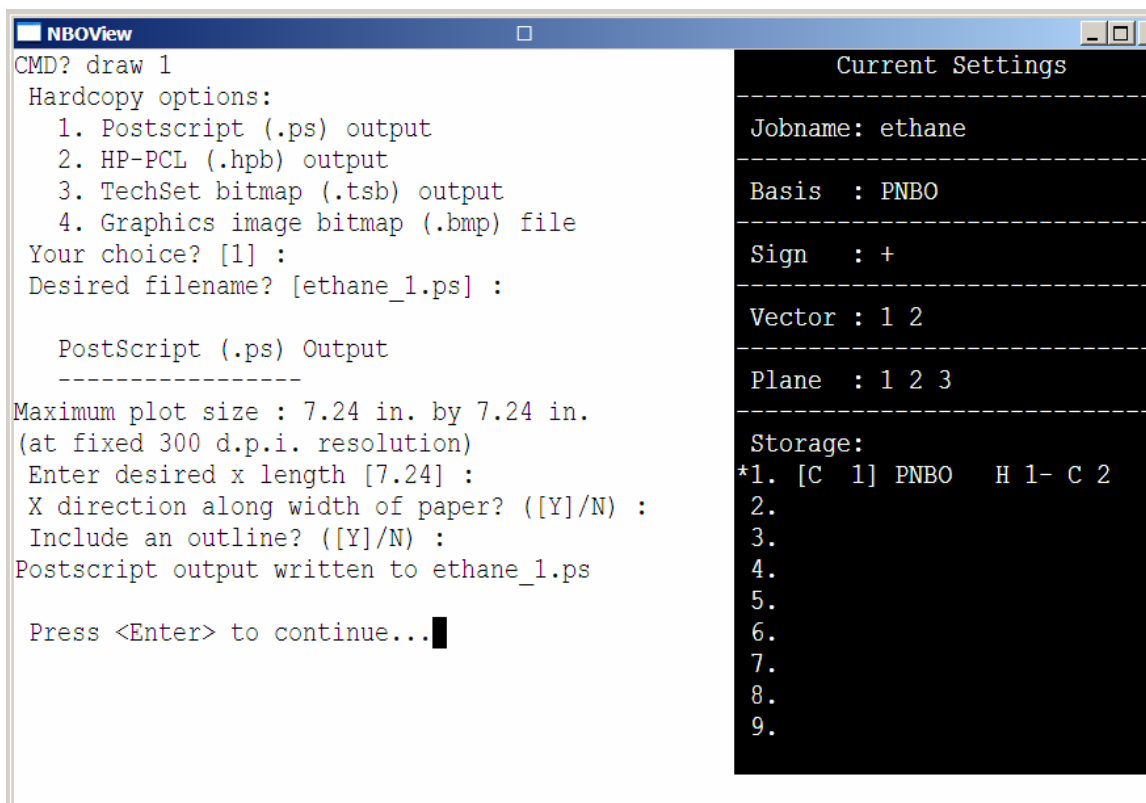 NBOView
CMD? draw 1
Hardcopy options:
1. Postscript (.ps) output
2. HP-PCL (.hpb) output
3. TechSet bitmap (.tsb) output
4. Graphics image bitmap (.bmp) file
Your choice? [1] :
Desired filename? [ethane_1.ps] :
PostScript (.ps) Output
-----------------
Maximum plot size : 7.24 in. by 7.24 in.
(at fixed 300 d.p.i. resolution)
Enter desired x length [7.24] :
X direction along width of paper? ([Y]/N) :
Include an outline? ([Y]/N) :
Postscript output written to ethane_1.ps
Press <Enter> to continue...
Current Settings
-----------------------------
Jobname: ethane
-----------------------------
Basis : PNBO
-----------------------------
Sign : +
-----------------------------
Vector : 1 2
-----------------------------
Plane : 1 2 3
-----------------------------
Storage:
*1. [C 1] PNBO H 1- C 2
2.
3.
4.
5.
6.
7.
8.
9.